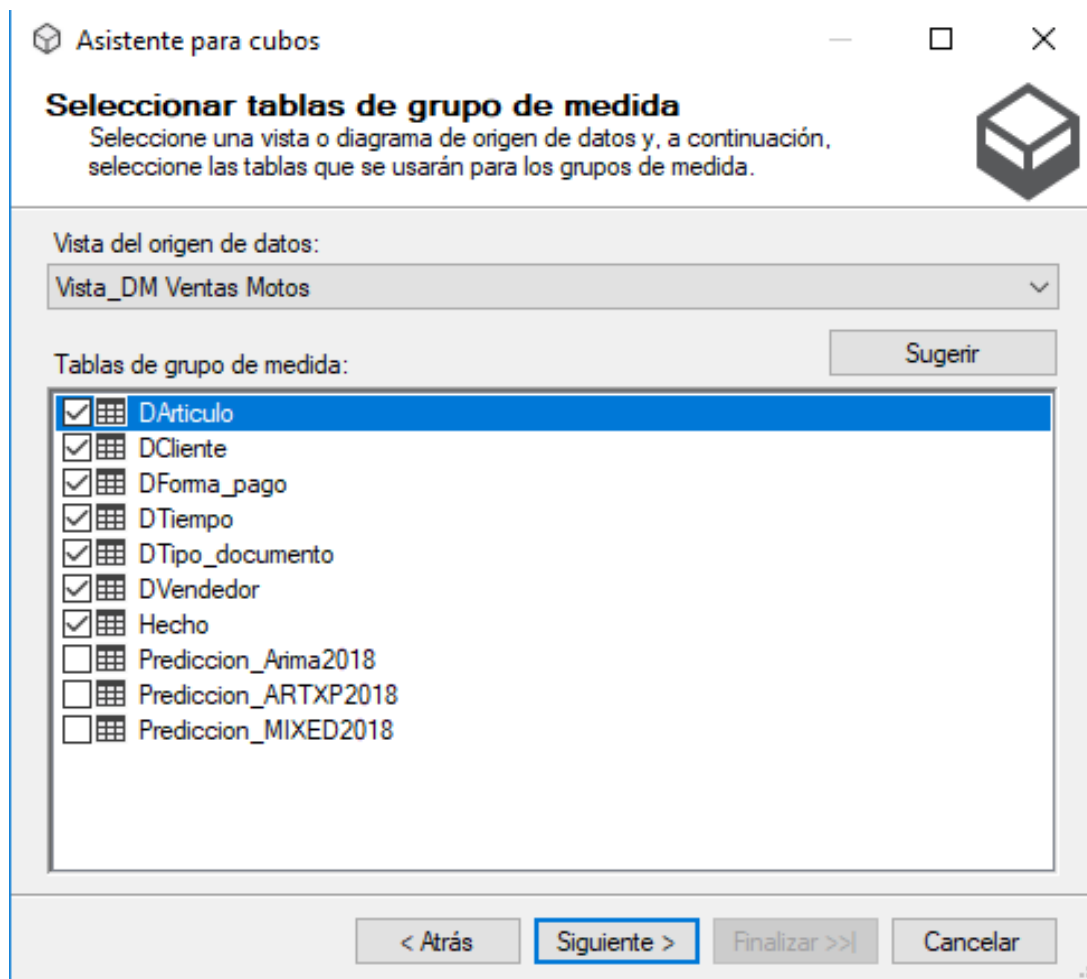 Asistente para cubos
Seleccionar tablas de grupo de medida
Seleccione una vista o diagrama de origen de datos y, a continuación,
seleccione las tablas que se usarán para los grupos de medida.
Vista del origen de datos:
Vista_DM Ventas Motos
Sugerir
Tablas de grupo de medida:
DArticulo
DCliente
DForma_pago
DTiempo
DTipo_documento
DVendedor
Hecho
Prediccion_Arima2018
Prediccion_ARTXP2018
Prediccion_MIXED2018
< Atrás
Siguiente >
Finalizar >>|
Cancelar